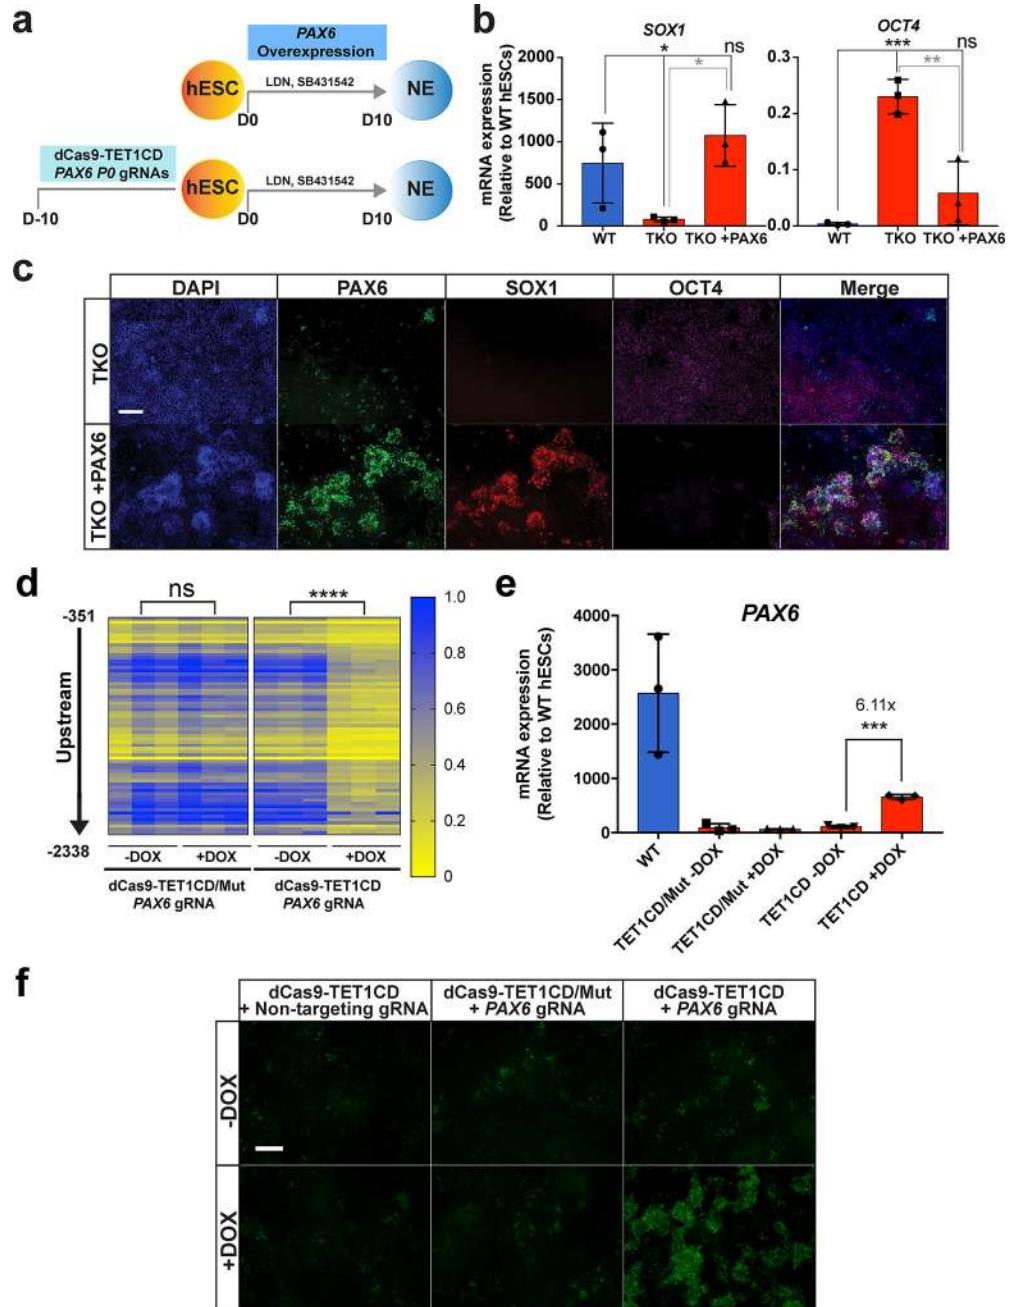 a
PAX6
Overexpression
hESC
LDN, SB431542
NE
D0
D10
dCas9-TET1CD
PAX6 P0 gRNAs
hESC
LDN, SB431542
NE
D-10
D0
D10
b
SOX1
mRNA expression
(Relative to WT hESCs)
2000
1500
1000
500
0
*
ns
*
WT
TKO
TKO +PAX6
OCT4
0.3
0.2
0.1
0.0
***
ns
**
WT
TKO
TKO +PAX6
c
DAPI
PAX6
SOX1
OCT4
Merge
TKO
TKO +PAX6
d
-351
Upstream
-2338
ns
****
1.0
0.8
0.6
0.4
0.2
0
-DOX
+DOX
-DOX
+DOX
dCas9-TET1CD/Mut
PAX6 gRNA
dCas9-TET1CD
PAX6 gRNA
e
PAX6
mRNA expression
(Relative to WT hESCs)
4000
3000
2000
1000
0
6.11x
***
WT
TET1CD/Mut -DOX
TET1CD/Mut +DOX
TET1CD -DOX
TET1CD +DOX
f
dCas9-TET1CD
+ Non-targeting gRNA
dCas9-TET1CD/Mut
+ PAX6 gRNA
dCas9-TET1CD
+ PAX6 gRNA
-DOX
+DOX